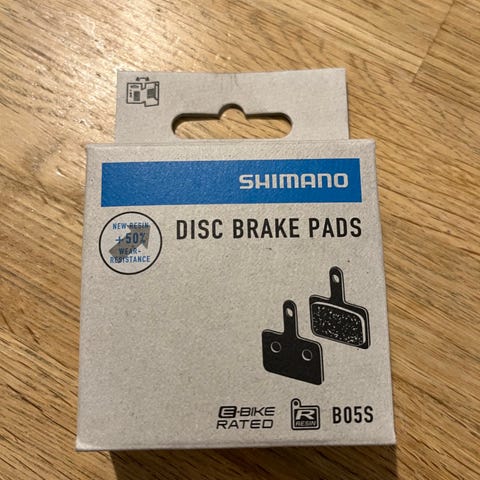 SHIMANO
DISC BRAKE PADS
NEW RESIN
+50%
WEAR-
RESISTANCE
E-BIKE
RATED
R
RESIN
B05S